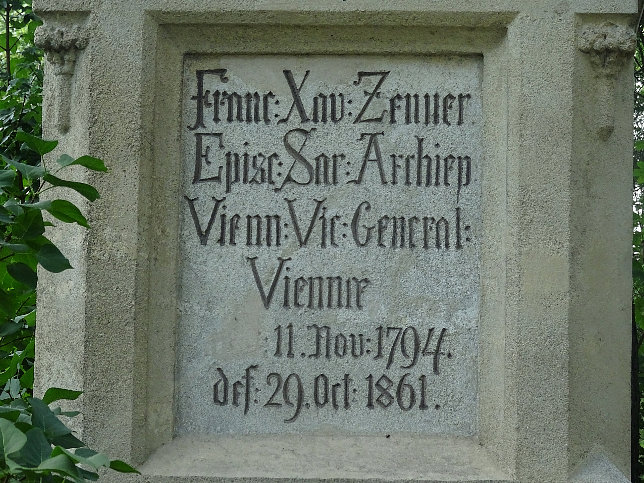 Franc: Xav: Zenner
Episc: Sar: Archiep
Vienn: Vic: General:
Viennæ
11. Nov: 1794.
def: 29. Oct: 1861.